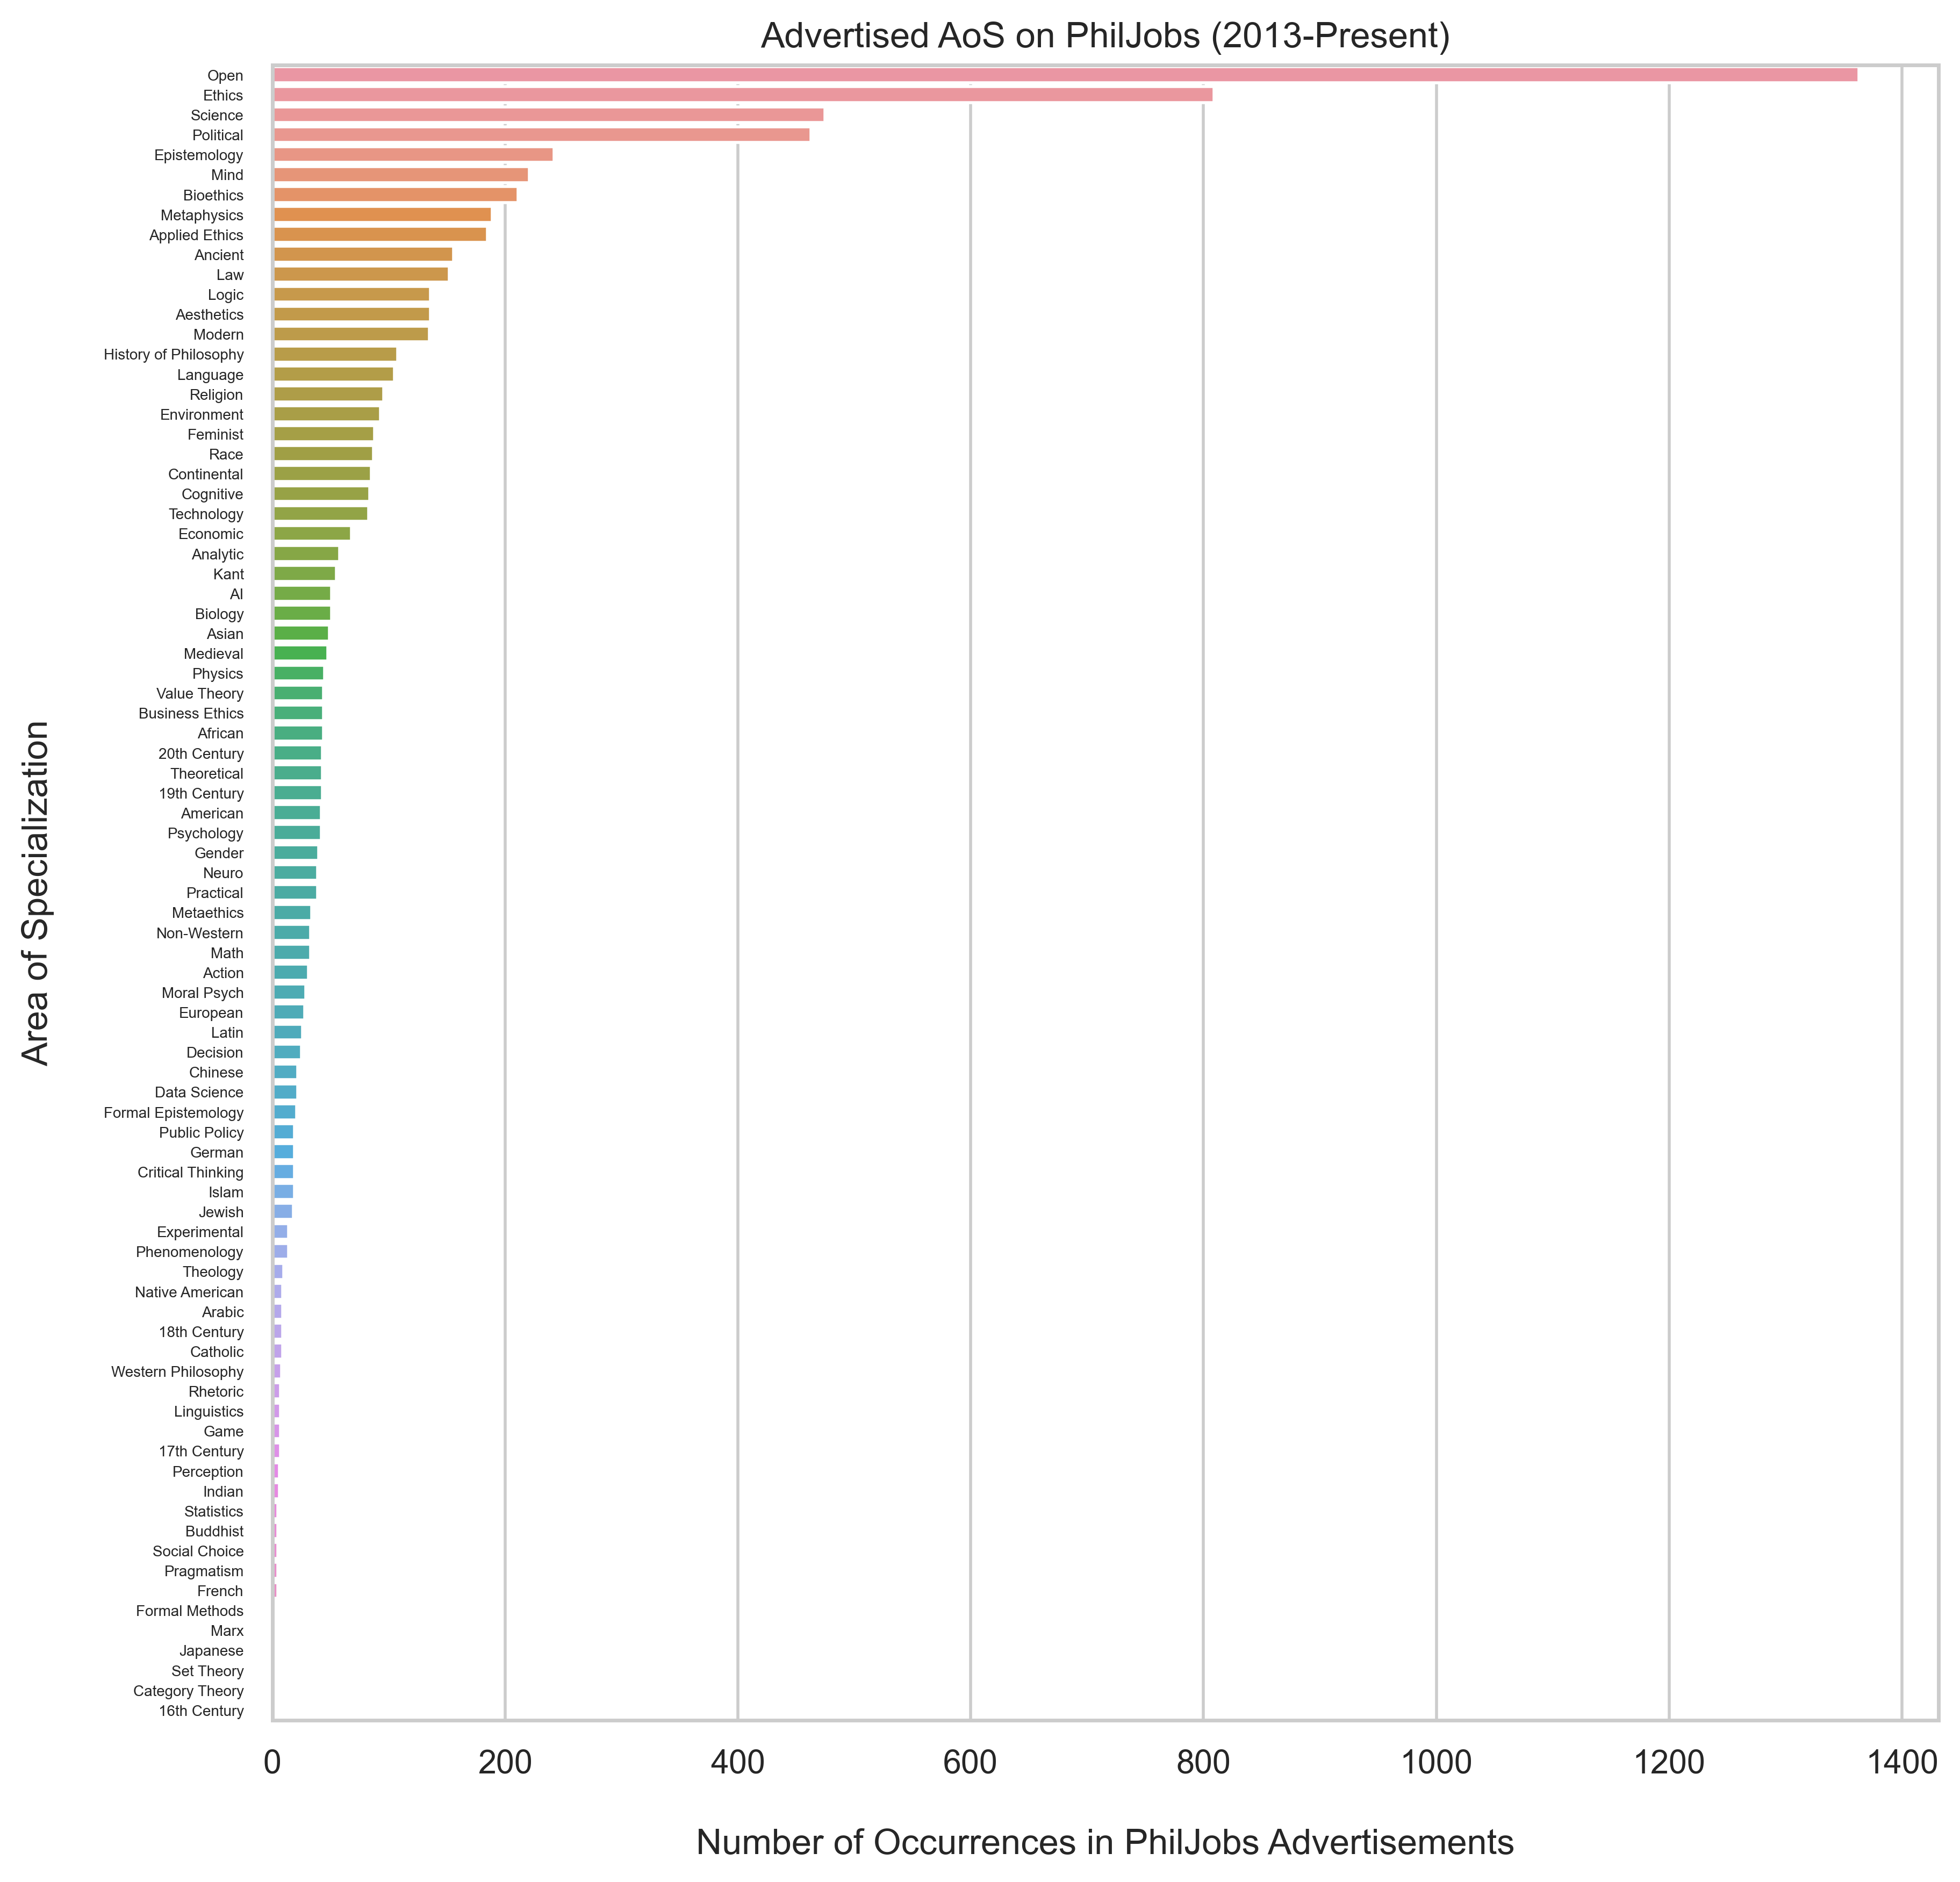 Advertised AoS on PhilJobs (2013-Present)
Open
Ethics
Science
Political
Epistemology
Mind
Bioethics
Metaphysics
Applied Ethics
Ancient
Law
Logic
Aesthetics
Modern
History of Philosophy
Language
Religion
Environment
Feminist
Race
Continental
Cognitive
Technology
Economic
Analytic
Kant
AI
Biology
Asian
Medieval
Physics
Value Theory
Business Ethics
African
20th Century
Theoretical
19th Century
American
Psychology
Gender
Neuro
Practical
Metaethics
Non-Western
Math
Action
Moral Psych
European
Latin
Decision
Chinese
Data Science
Formal Epistemology
Public Policy
German
Critical Thinking
Islam
Jewish
Experimental
Phenomenology
Theology
Native American
Arabic
18th Century
Catholic
Western Philosophy
Rhetoric
Linguistics
Game
17th Century
Perception
Indian
Statistics
Buddhist
Social Choice
Pragmatism
French
Formal Methods
Marx
Japanese
Set Theory
Category Theory
16th Century
Area of Specialization
0 200 400 600 800 1000 1200 1400
Number of Occurrences in PhilJobs Advertisements